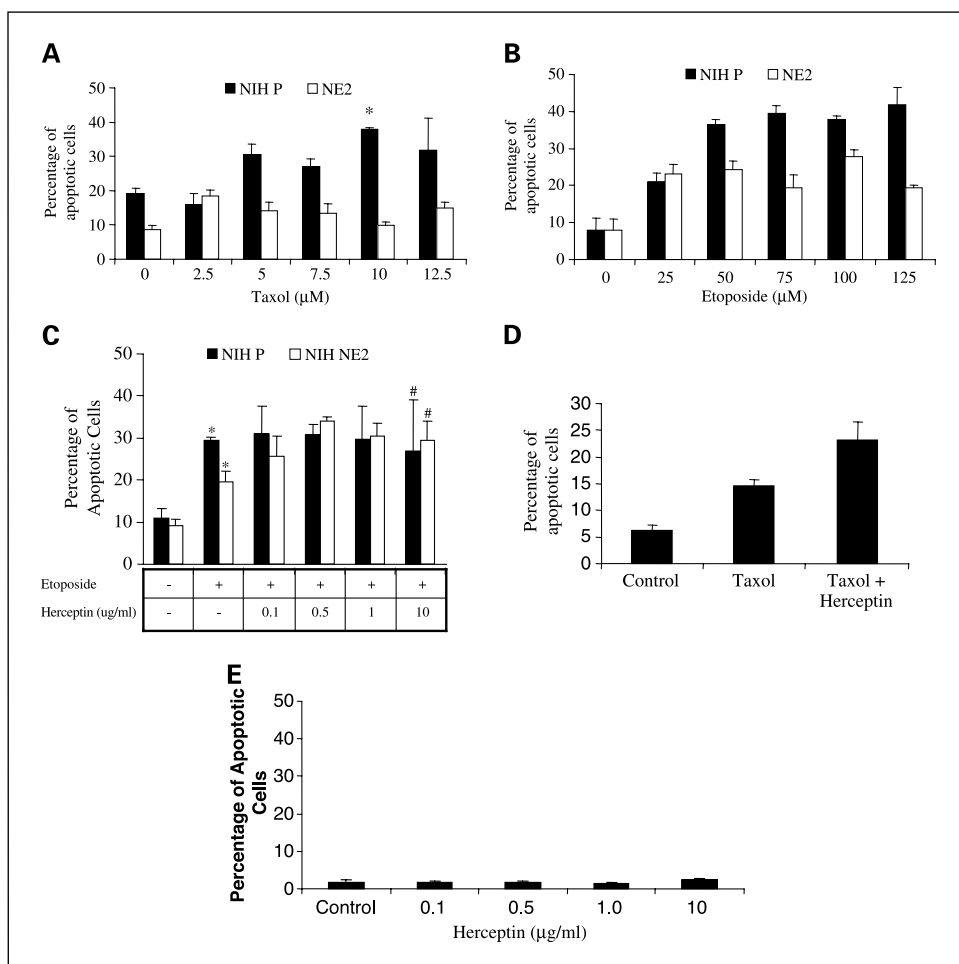 A
■ NIH P □ NE2
Percentage of
apoptotic cells
50
40
30
20
10
0
*
0 2.5 5 7.5 10 12.5
Taxol (µM)
B
■ NIH P □ NE2
Percentage of
apoptotic cells
50
40
30
20
10
0
0 25 50 75 100 125
Etoposide (µM)
C
■ NIH P □ NIH NE2
Percentage of
Apoptotic Cells
50
40
30
20
10
0
* * # #
Etoposide - + + + + +
Herceptin (ug/ml) - - 0.1 0.5 1 10
D
Percentage of
apoptotic cells
30
25
20
15
10
5
0
Control Taxol Taxol +
Herceptin
E
Percentage of Apoptotic
Cells
50
40
30
20
10
0
Control 0.1 0.5 1.0 10
Herceptin (µg/ml)